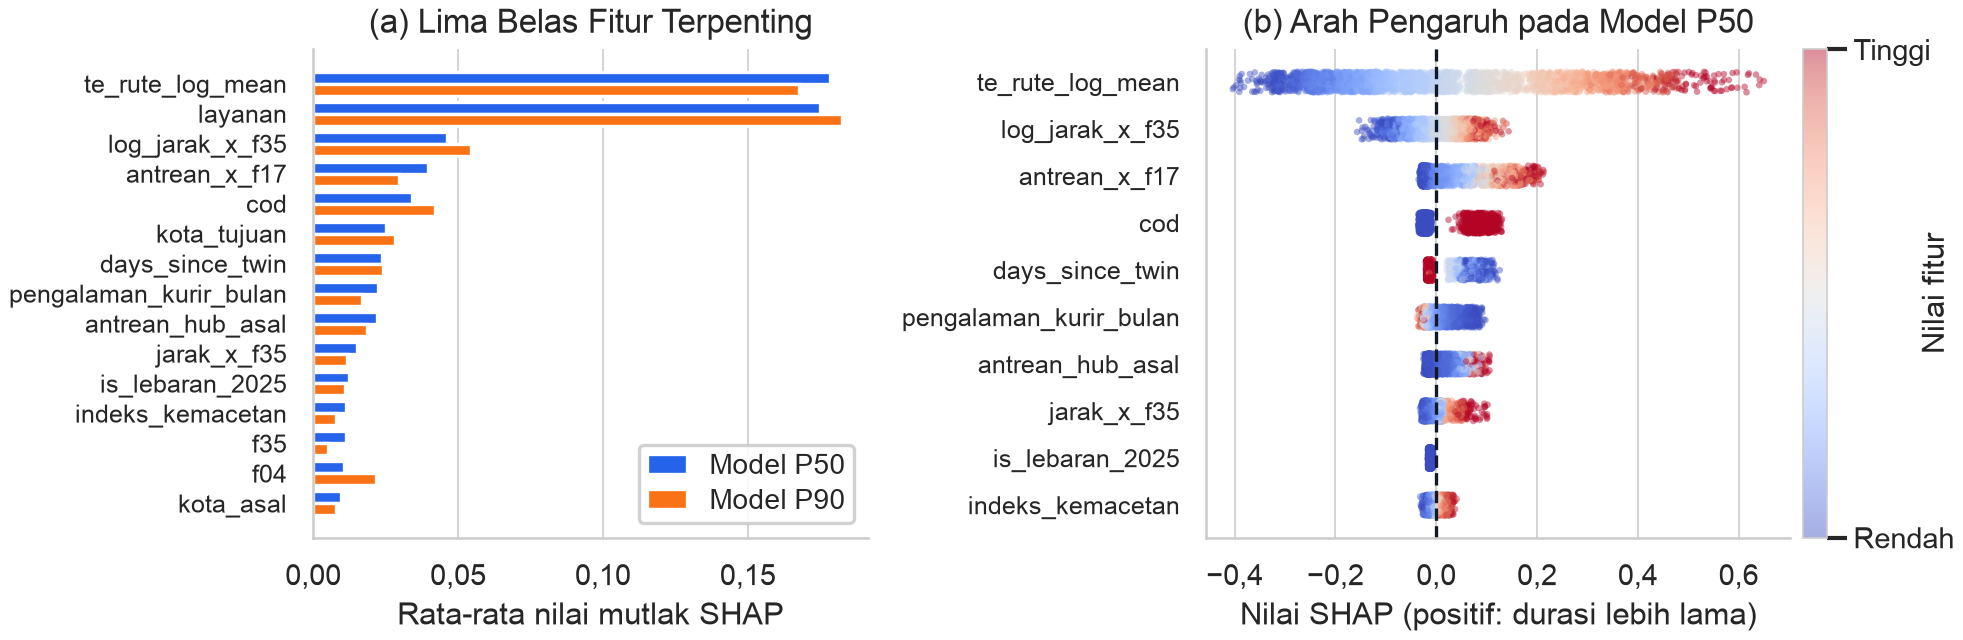 (a) Lima Belas Fitur Terpenting
te_rute_log_mean
layanan
log_jarak_x_f35
antrean_x_f17
cod
kota_tujuan
days_since_twin
pengalaman_kurir_bulan
antrean_hub_asal
jarak_x_f35
is_lebaran_2025
indeks_kemacetan
f35
f04
kota_asal
Model P50
Model P90
0,00 0,05 0,10 0,15
Rata-rata nilai mutlak SHAP
(b) Arah Pengaruh pada Model P50
te_rute_log_mean
log_jarak_x_f35
antrean_x_f17
cod
days_since_twin
pengalaman_kurir_bulan
antrean_hub_asal
jarak_x_f35
is_lebaran_2025
indeks_kemacetan
−0,4 −0,2 0,0 0,2 0,4 0,6
Nilai SHAP (positif: durasi lebih lama)
Tinggi
Nilai fitur
Rendah